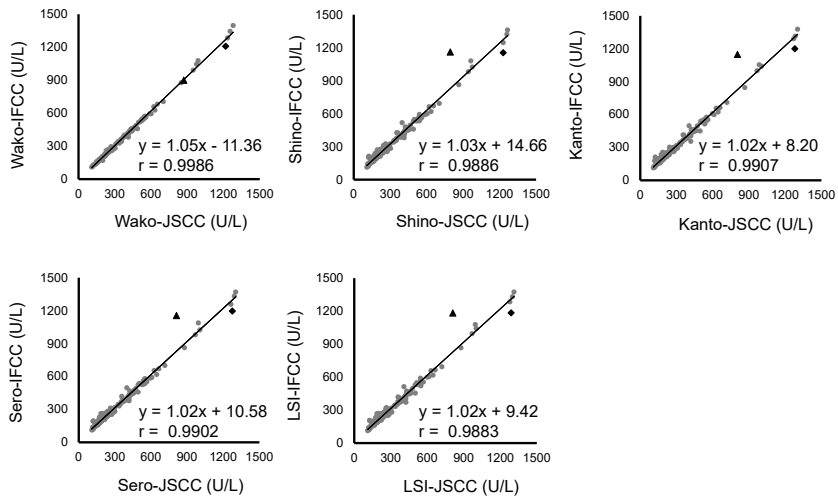 1500
1200
900
600
300
0
Wako-IFCC (U/L)
y = 1.05x - 11.36
r = 0.9986
0 300 600 900 1200 1500
Wako-JSCC (U/L)
1500
1200
900
600
300
0
Shino-IFCC (U/L)
y = 1.03x + 14.66
r = 0.9886
0 300 600 900 1200 1500
Shino-JSCC (U/L)
1500
1200
900
600
300
0
Kanto-IFCC (U/L)
y = 1.02x + 8.20
r = 0.9907
0 300 600 900 1200 1500
Kanto-JSCC (U/L)
1500
1200
900
600
300
0
Sero-IFCC (U/L)
y = 1.02x + 10.58
r = 0.9902
0 300 600 900 1200 1500
Sero-JSCC (U/L)
1500
1200
900
600
300
0
LSI-IFCC (U/L)
y = 1.02x + 9.42
r = 0.9883
0 300 600 900 1200 1500
LSI-JSCC (U/L)